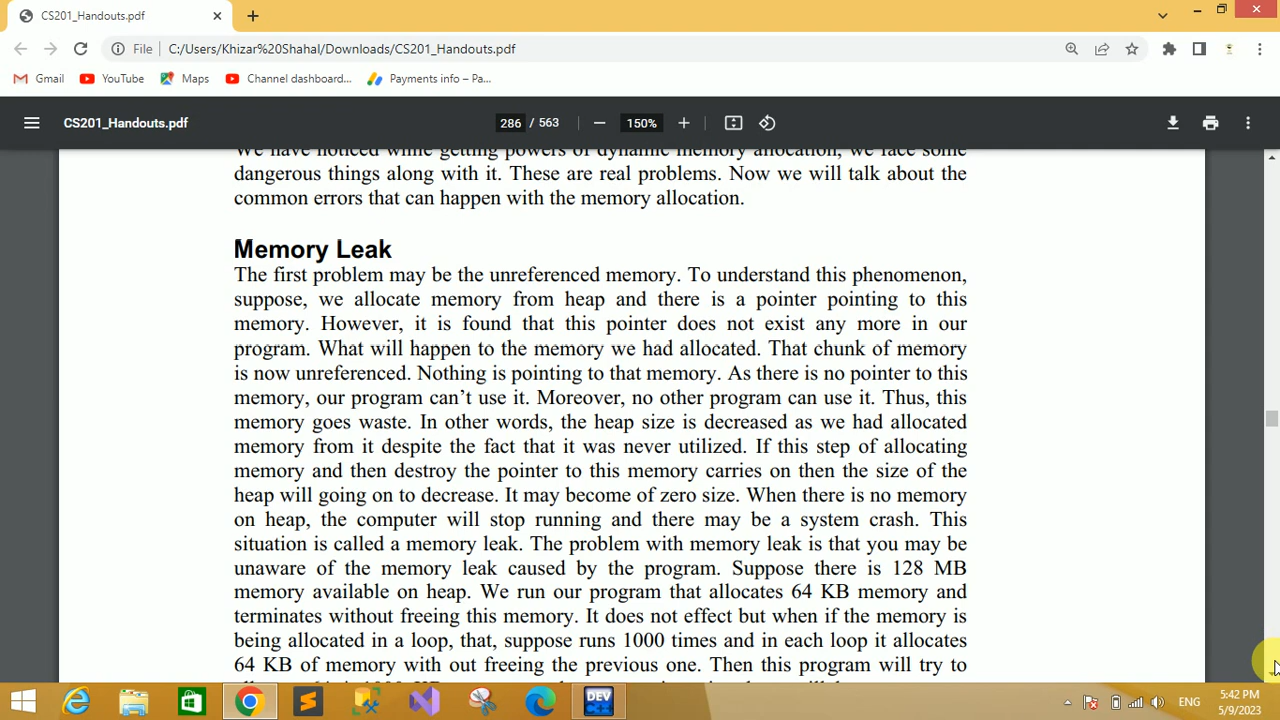 CS201_Handouts.pdf
File
C:/Users/Khizar%20Shahal/Downloads/CS201_Handouts.pdf
Gmail
YouTube
Maps
Channel dashboard...
Payments info – Pa...
CS201_Handouts.pdf
286 / 563
150%
We have noticed while getting powers of dynamic memory allocation, we face some
dangerous things along with it. These are real problems. Now we will talk about the
common errors that can happen with the memory allocation.
Memory Leak
The first problem may be the unreferenced memory. To understand this phenomenon,
suppose, we allocate memory from heap and there is a pointer pointing to this
memory. However, it is found that this pointer does not exist any more in our
program. What will happen to the memory we had allocated. That chunk of memory
is now unreferenced. Nothing is pointing to that memory. As there is no pointer to this
memory, our program can’t use it. Moreover, no other program can use it. Thus, this
memory goes waste. In other words, the heap size is decreased as we had allocated
memory from it despite the fact that it was never utilized. If this step of allocating
memory and then destroy the pointer to this memory carries on then the size of the
heap will going on to decrease. It may become of zero size. When there is no memory
on heap, the computer will stop running and there may be a system crash. This
situation is called a memory leak. The problem with memory leak is that you may be
unaware of the memory leak caused by the program. Suppose there is 128 MB
memory available on heap. We run our program that allocates 64 KB memory and
terminates without freeing this memory. It does not effect but when if the memory is
being allocated in a loop, that, suppose runs 1000 times and in each loop it allocates
64 KB of memory with out freeing the previous one. Then this program will try to
DEV
C++
ENG
5:42 PM
5/9/2023